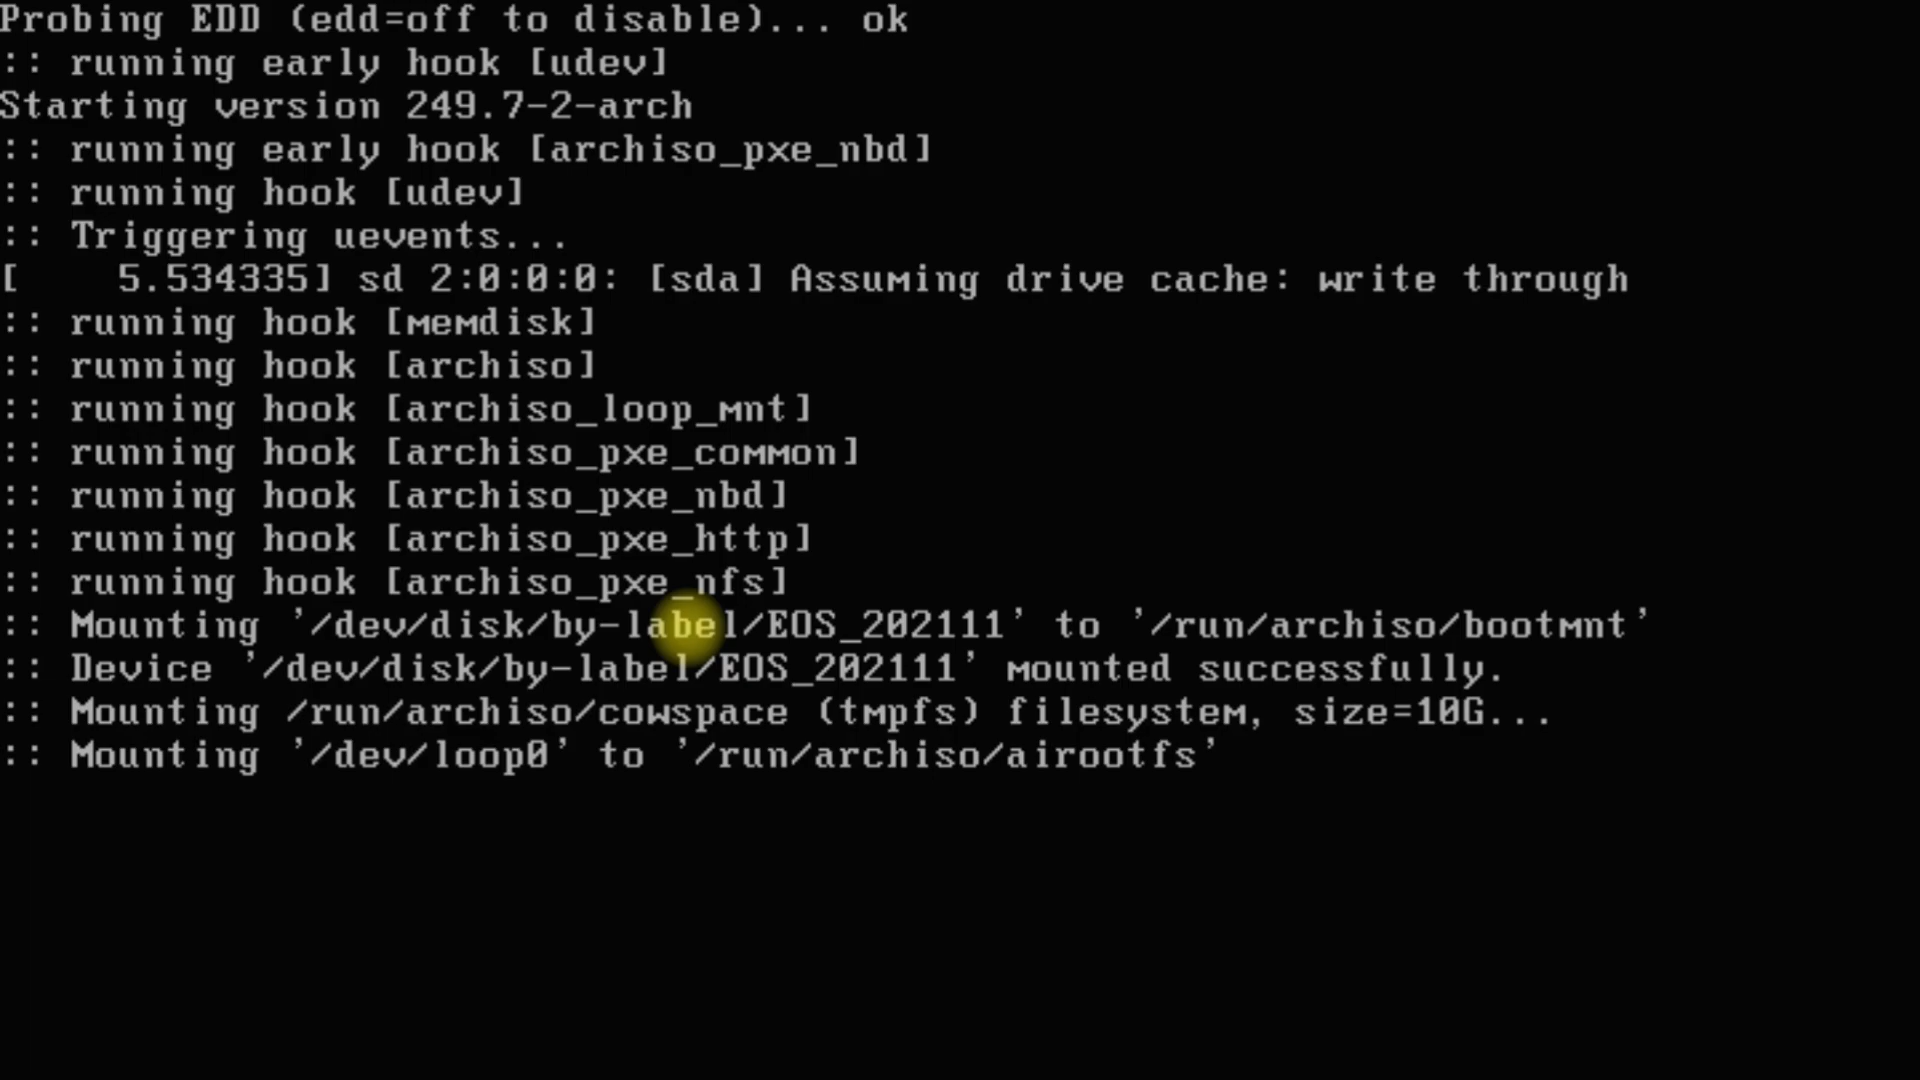 Probing EDD (edd=off to disable)... ok
:: running early hook [udev]
Starting version 249.7-2-arch
:: running early hook [archiso_pxe_nbd]
:: running hook [udev]
:: Triggering uevents...
[    5.534335] sd 2:0:0:0: [sda] Assuming drive cache: write through
:: running hook [memdisk]
:: running hook [archiso]
:: running hook [archiso_loop_mnt]
:: running hook [archiso_pxe_common]
:: running hook [archiso_pxe_nbd]
:: running hook [archiso_pxe_http]
:: running hook [archiso_pxe_nfs]
:: Mounting '/dev/disk/by-label/EOS_202111' to '/run/archiso/bootmnt'
:: Device '/dev/disk/by-label/EOS_202111' mounted successfully.
:: Mounting /run/archiso/cowspace (tmpfs) filesystem, size=10G...
:: Mounting '/dev/loop0' to '/run/archiso/airootfs'